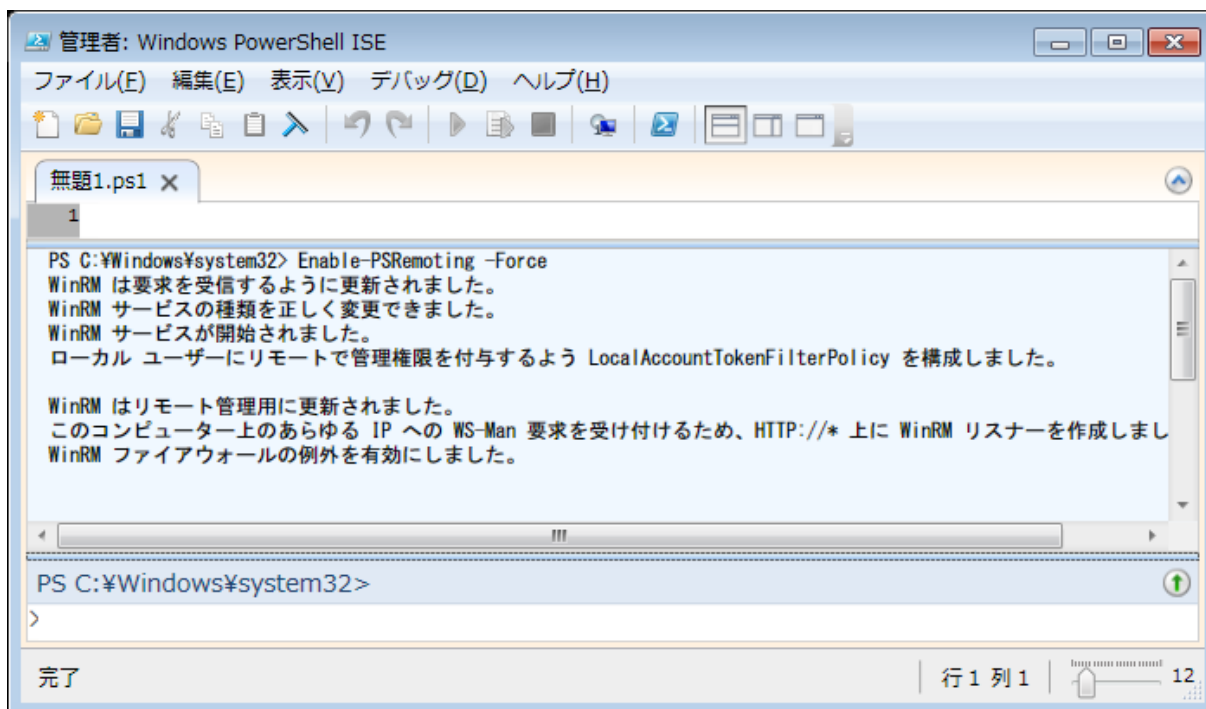 管理者: Windows PowerShell ISE
ファイル(F) 編集(E) 表示(V) デバッグ(D) ヘルプ(H)
無題1.ps1
1
PS C:¥Windows¥system32> Enable-PSRemoting -Force
WinRM は要求を受信するように更新されました。
WinRM サービスの種類を正しく変更できました。
WinRM サービスが開始されました。
ローカル ユーザーにリモートで管理権限を付与するよう LocalAccountTokenFilterPolicy を構成しました。
WinRM はリモート管理用に更新されました。
このコンピューター上のあらゆる IP への WS-Man 要求を受け付けるため、HTTP://* 上に WinRM リスナーを作成しまし
WinRM ファイアウォールの例外を有効にしました。
PS C:¥Windows¥system32>
>
完了 行 1 列 1 12